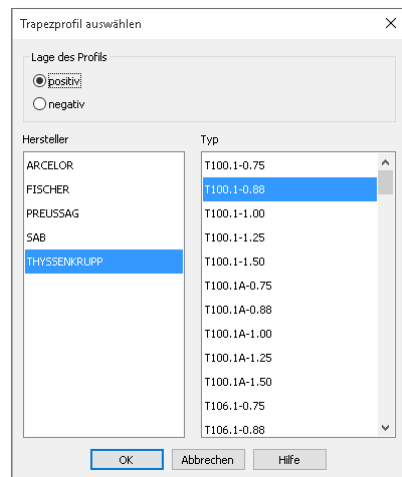 Trapezprofil auswählen
Lage des Profils
positiv
negativ
Hersteller
ARCELOR
FISCHER
PREUSSAG
SAB
THYSSENKRUPP
Typ
T100.1-0.75
T100.1-0.88
T100.1-1.00
T100.1-1.25
T100.1-1.50
T100.1A-0.75
T100.1A-0.88
T100.1A-1.00
T100.1A-1.25
T100.1A-1.50
T106.1-0.75
T106.1-0.88
OK
Abbrechen
Hilfe